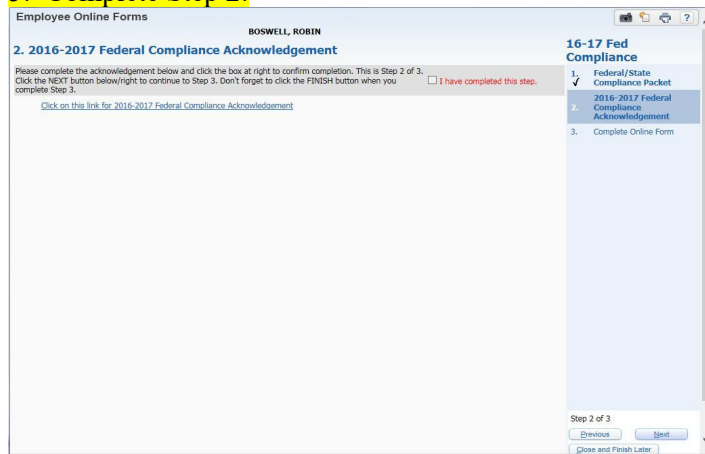 Complete Step 2.
Employee Online Forms
BOSWELL, ROBIN
2. 2016-2017 Federal Compliance Acknowledgement
Please complete the acknowledgement below and click the box at right to confirm completion. This is Step 2 of 3.
Click the NEXT button below/right to continue to Step 3. Don't forget to click the FINISH button when you
complete Step 3.
I have completed this step.
Click on this link for 2016-2017 Federal Compliance Acknowledgement
16-17 Fed
Compliance
1. Federal/State
√ Compliance Packet
2016-2017 Federal
2. Compliance
Acknowledgement
3. Complete Online Form
Step 2 of 3
Previous Next
Close and Finish Later
?